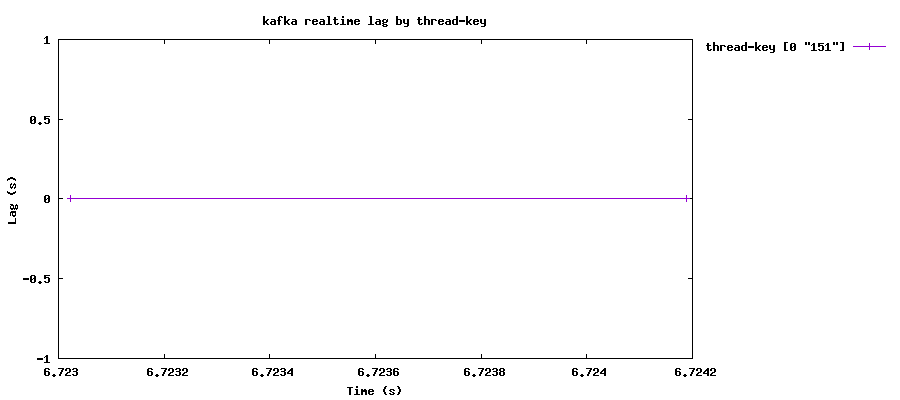 kafka realtime lag by thread-key
thread-key [0 "151"]
1
0.5
0
-0.5
-1
Lag (s)
6.723 6.7232 6.7234 6.7236 6.7238 6.724 6.7242
Time (s)